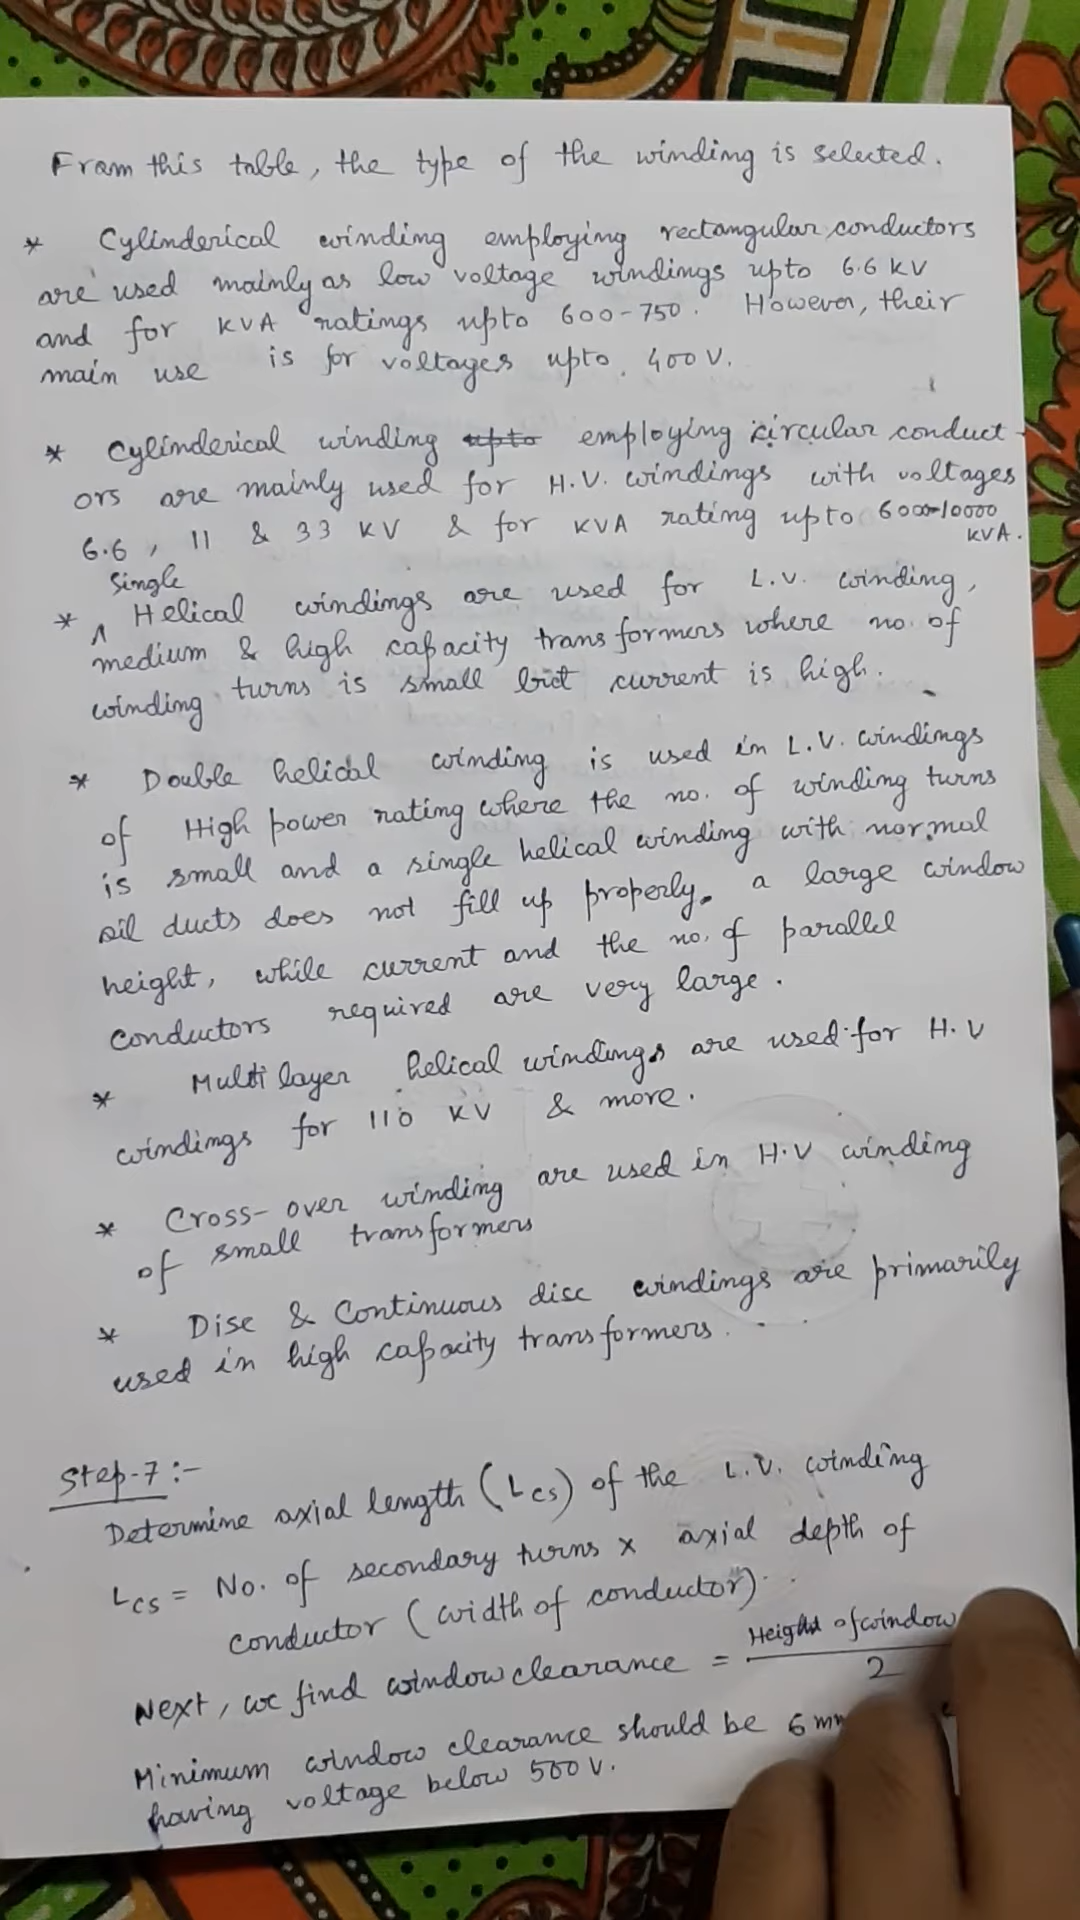 From this table, the type of the winding is selected.
* Cylinderical winding employing rectangular conductors
are used mainly as low voltage windings upto 6.6 KV
and for KVA ratings upto 600-750. However, their
main use is for voltages upto 400 V.
* Cylinderical winding upto employing circular conduct-
ors are mainly used for H.V. windings with voltages
6.6, 11 & 33 KV & for KVA rating upto 6000-10000
KVA.
Single
* ^ Helical windings are used for L.V. winding,
medium & high capacity transformers where no. of
winding turns is small but current is high.
* Double helical winding is used in L.V. windings
of High power rating where the no. of winding turns
is small and a single helical winding with normal
oil ducts does not fill up properly. a large window
height, while current and the no. of parallel
conductors required are very large.
* Multi layer helical windings are used for H.V
windings for 110 KV & more.
* Cross-over winding are used in H.V winding
of small transformers
* Disc & Continuous disc windings are primarily
used in high capacity transformers.
Step-7:-
Determine axial length (Lcs) of the L.V. winding
Lcs = No. of secondary turns x axial depth of
conductor (width of conductor).
Next, we find window clearance = Height of window
2
Minimum window clearance should be 6
having voltage below 500 V.